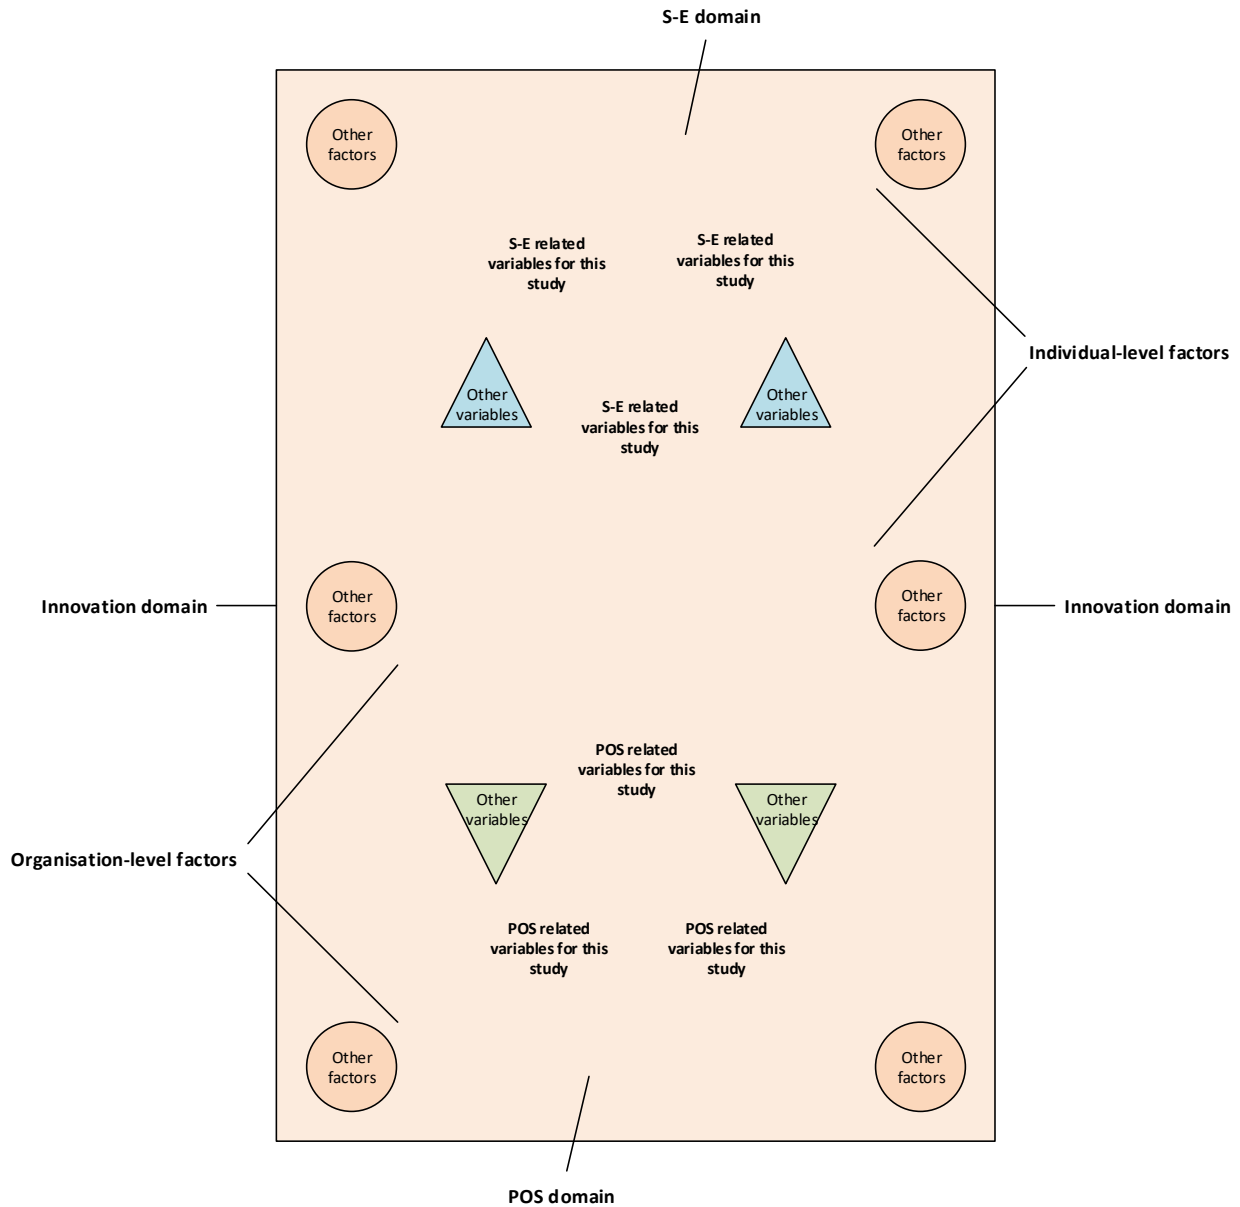 S-E domain
Other
factors
Other
factors
S-E related
variables for this
study
S-E related
variables for this
study
Individual-level factors
Other
variables
S-E related
variables for this
study
Other
variables
Innovation domain
Other
factors
Other
factors
Innovation domain
POS related
variables for this
study
Other
variables
Other
variables
Organisation-level factors
POS related
variables for this
study
POS related
variables for this
study
Other
factors
Other
factors
POS domain